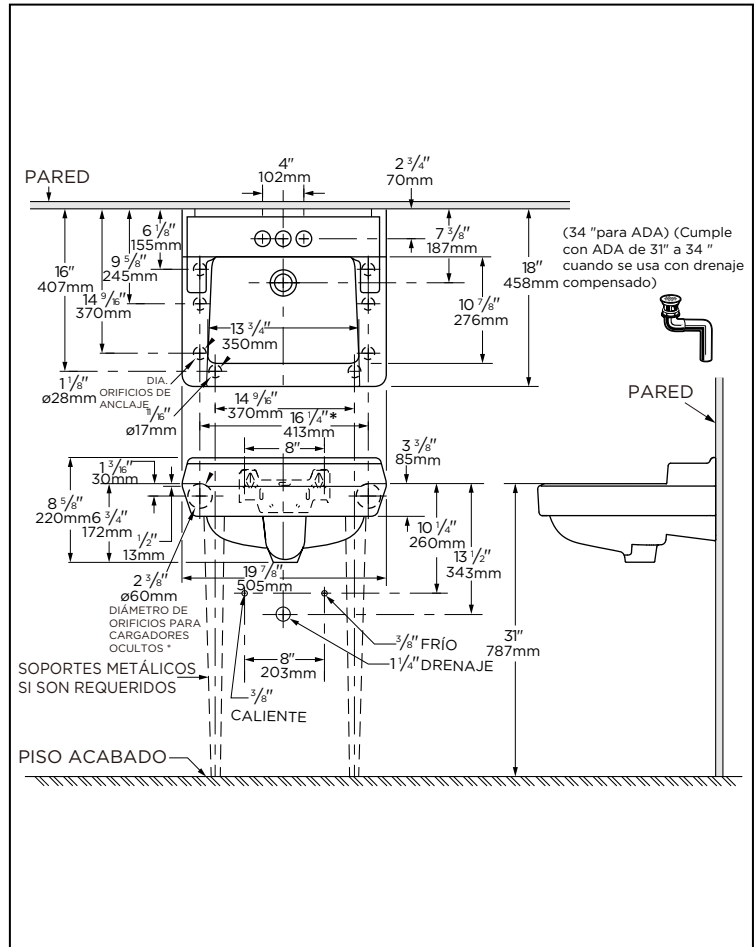 4"
102mm
2 3/4"
70mm
PARED
6 1/8"
155mm
7 3/8"
187mm
(34 "para ADA) (Cumple
con ADA de 31" a 34 "
cuando se usa con drenaje
compensado)
9 5/8"
245mm
16"
407mm
18"
458mm
14 9/16"
370mm
10 7/8"
276mm
13 3/4"
350mm
1 1/8"
ø28mm
DIA.
ORIFICIOS DE
ANCLAJE
11/16"
ø17mm
14 9/16"
370mm
PARED
16 1/4"*
413mm
8"
3 3/8"
85mm
1 3/16"
30mm
8 5/8"
220mm
6 3/4"
172mm
1/2"
13mm
10 1/4"
260mm
13 1/2"
343mm
19 7/8"
505mm
2 3/8"
ø60mm
DIÁMETRO DE
ORIFICIOS PARA
CARGADORES
OCULTOS *
3/8" FRÍO
1 1/4" DRENAJE
31"
787mm
8"
203mm
SOPORTES METÁLICOS
SI SON REQUERIDOS
3/8"
CALIENTE
PISO ACABADO